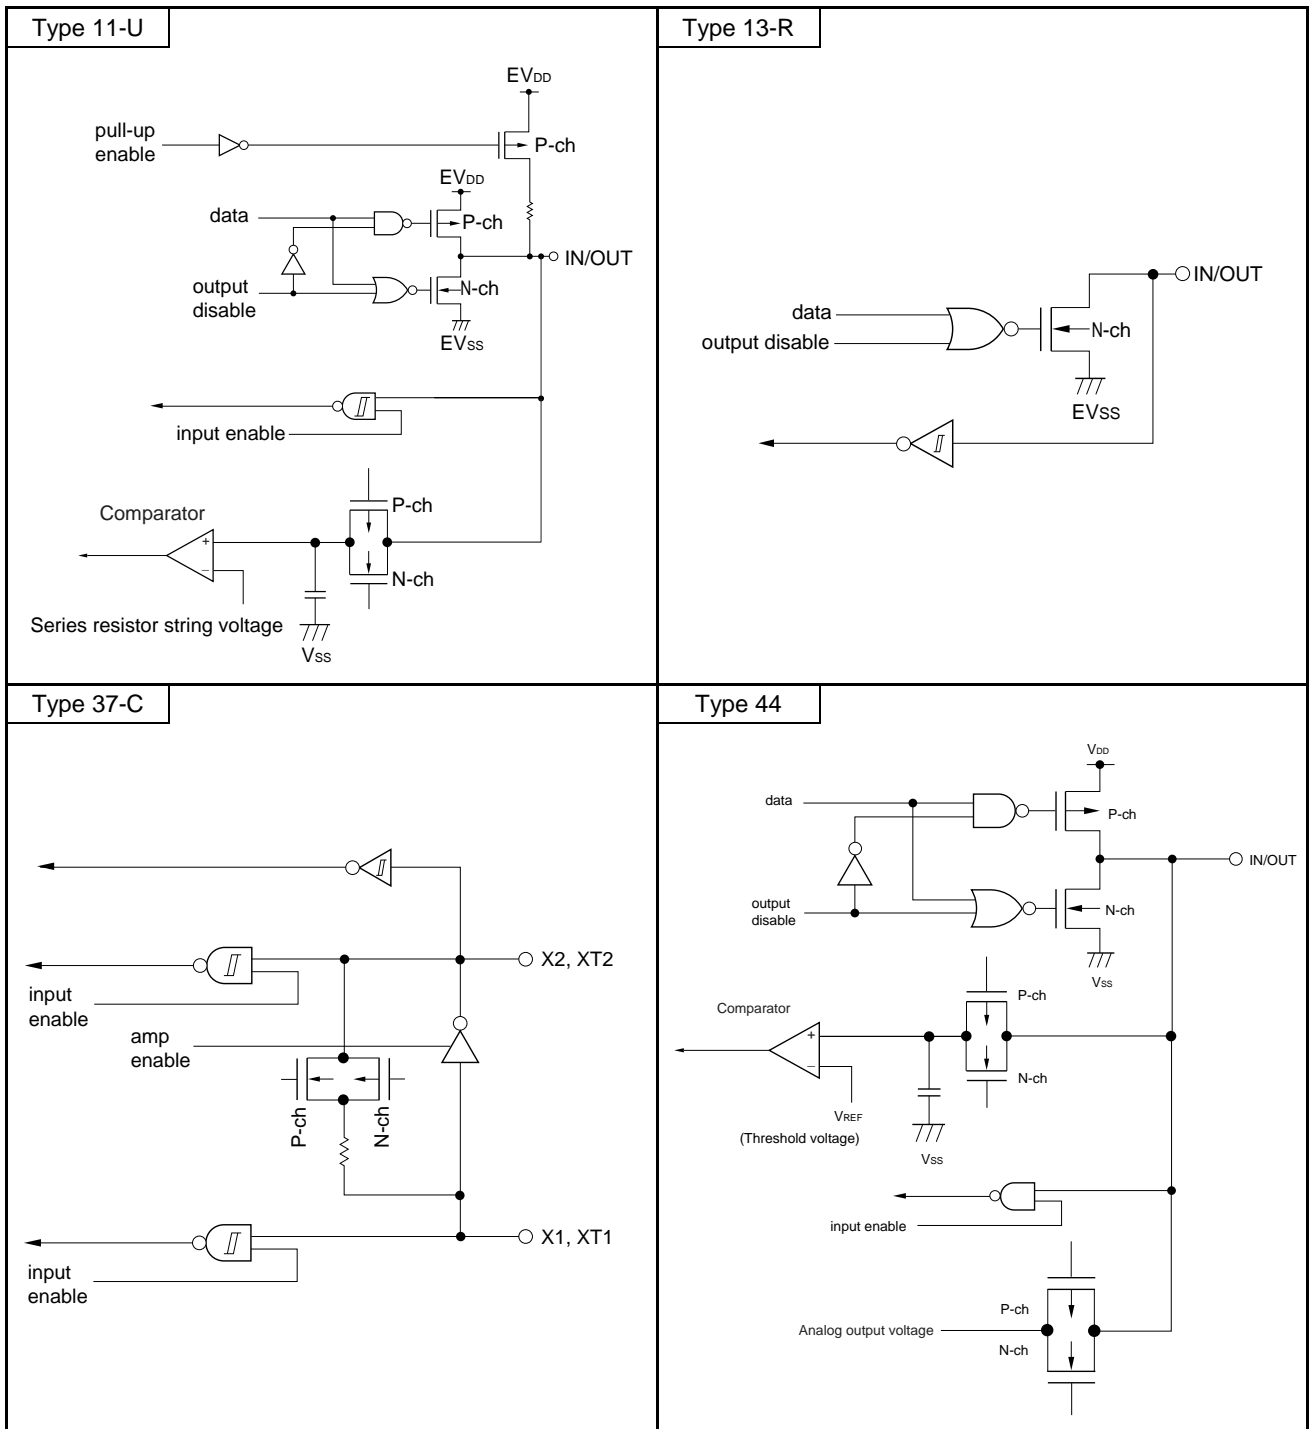 Type 11-U
EVDD
pull-up
enable
P-ch
EVDD
data
P-ch
IN/OUT
output
disable
N-ch
EVSS
input enable
P-ch
Comparator
+
−
N-ch
Series resistor string voltage
VSS
Type 13-R
IN/OUT
data
output disable
N-ch
EVSS
Type 37-C
X2, XT2
input
enable
amp
enable
P-ch
N-ch
X1, XT1
input
enable
Type 44
VDD
data
P-ch
IN/OUT
output
disable
N-ch
VSS
P-ch
Comparator
+
−
N-ch
VREF
(Threshold voltage)
VSS
input enable
P-ch
Analog output voltage
N-ch